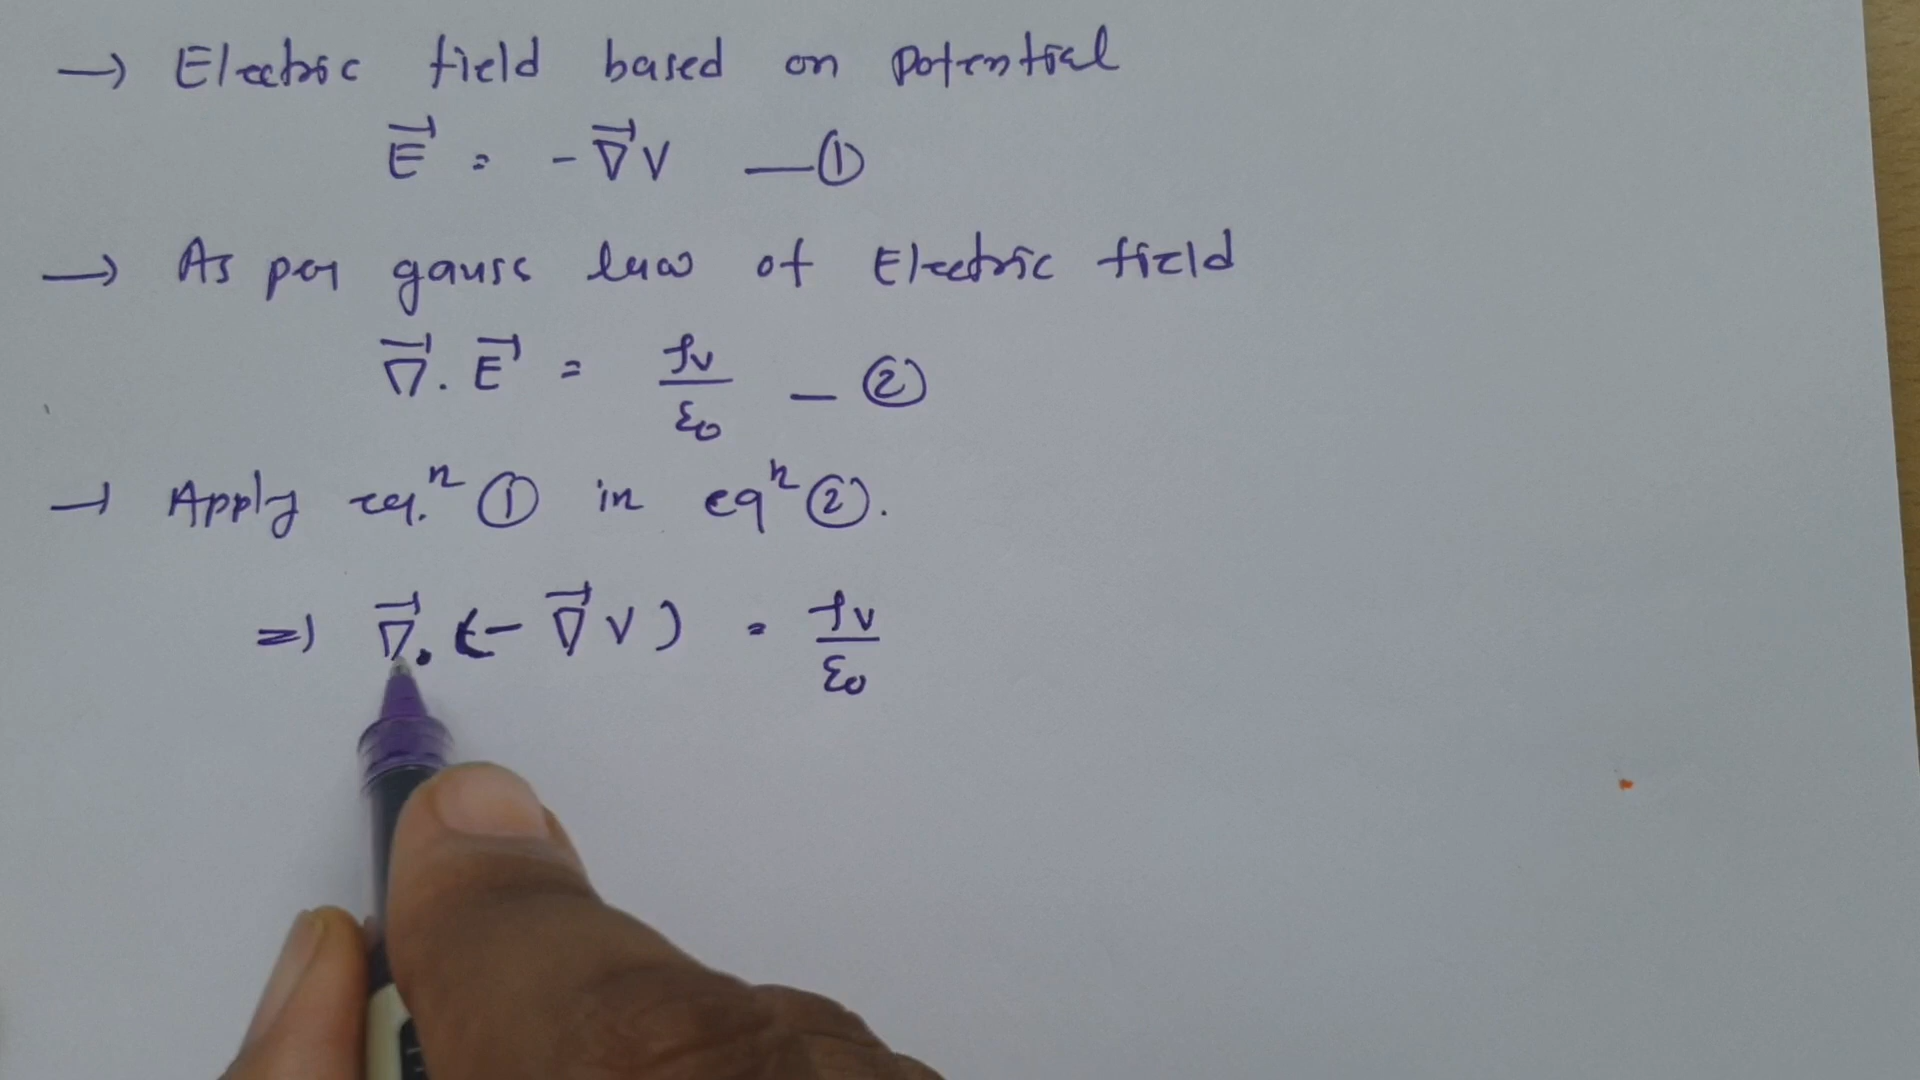 → Electric field based on potential
E⃗ = - ∇⃗V — ①
→ As per gauss law of Electric field
∇⃗ . E⃗ = ρv/ε0 — ②
→ Apply eq.n ① in eqn ②.
⇒ ∇⃗ . (- ∇⃗ V) = ρv/ε0